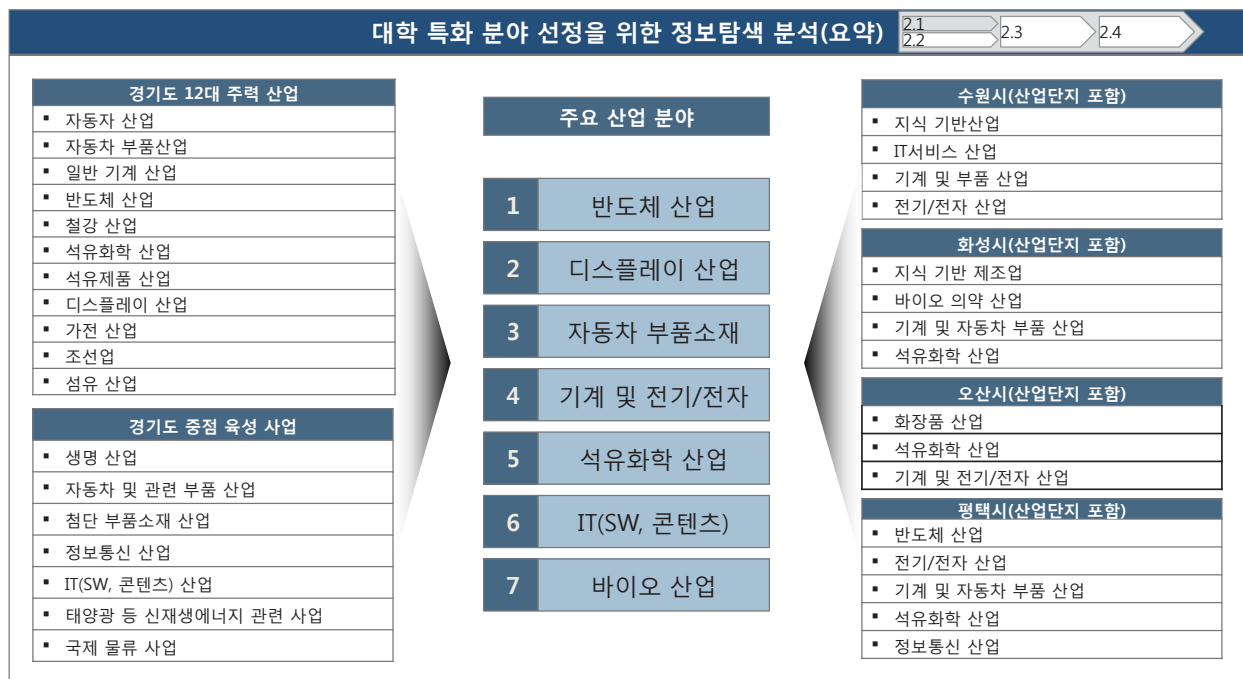 대학 특화 분야 선정을 위한 정보탐색 분석(요약)
2.1
2.2
2.3
2.4
경기도 12대 주력 산업
▪ 자동자 산업
▪ 자동차 부품산업
▪ 일반 기계 산업
▪ 반도체 산업
▪ 철강 산업
▪ 석유화학 산업
▪ 석유제품 산업
▪ 디스플레이 산업
▪ 가전 산업
▪ 조선업
▪ 섬유 산업
경기도 중점 육성 사업
▪ 생명 산업
▪ 자동차 및 관련 부품 산업
▪ 첨단 부품소재 산업
▪ 정보통신 산업
▪ IT(SW, 콘텐츠) 산업
▪ 태양광 등 신재생에너지 관련 사업
▪ 국제 물류 사업
주요 산업 분야
1 반도체 산업
2 디스플레이 산업
3 자동차 부품소재
4 기계 및 전기/전자
5 석유화학 산업
6 IT(SW, 콘텐츠)
7 바이오 산업
수원시(산업단지 포함)
▪ 지식 기반산업
▪ IT서비스 산업
▪ 기계 및 부품 산업
▪ 전기/전자 산업
화성시(산업단지 포함)
▪ 지식 기반 제조업
▪ 바이오 의약 산업
▪ 기계 및 자동차 부품 산업
▪ 석유화학 산업
오산시(산업단지 포함)
▪ 화장품 산업
▪ 석유화학 산업
▪ 기계 및 전기/전자 산업
평택시(산업단지 포함)
▪ 반도체 산업
▪ 전기/전자 산업
▪ 기계 및 자동차 부품 산업
▪ 석유화학 산업
▪ 정보통신 산업